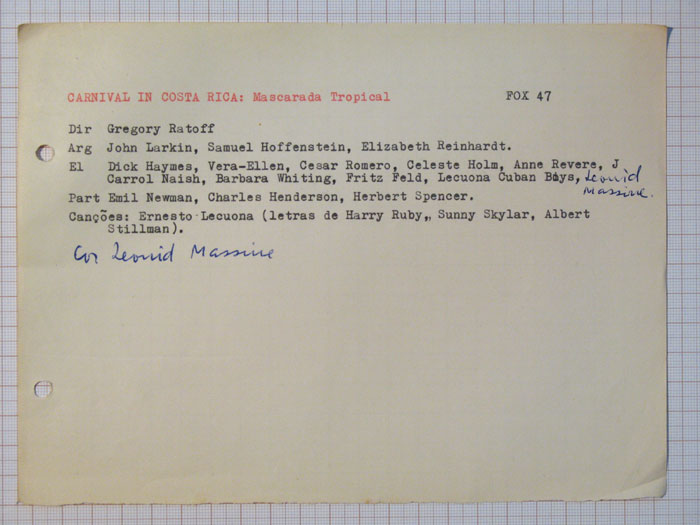 CARNIVAL IN COSTA RICA: Mascarada Tropical FOX 47
Dir Gregory Ratoff
Arg John Larkin, Samuel Hoffenstein, Elizabeth Reinhardt.
El Dick Haymes, Vera-Ellen, Cesar Romero, Celeste Holm, Anne Revere, J
Carrol Naish, Barbara Whiting, Fritz Feld, Lecuona Cuban Boys, Leonid
Massine.
Part Emil Newman, Charles Henderson, Herbert Spencer.
Canções: Ernesto Lecuona (letras de Harry Ruby,, Sunny Skylar, Albert
Stillman).
Cor Leonid Massine